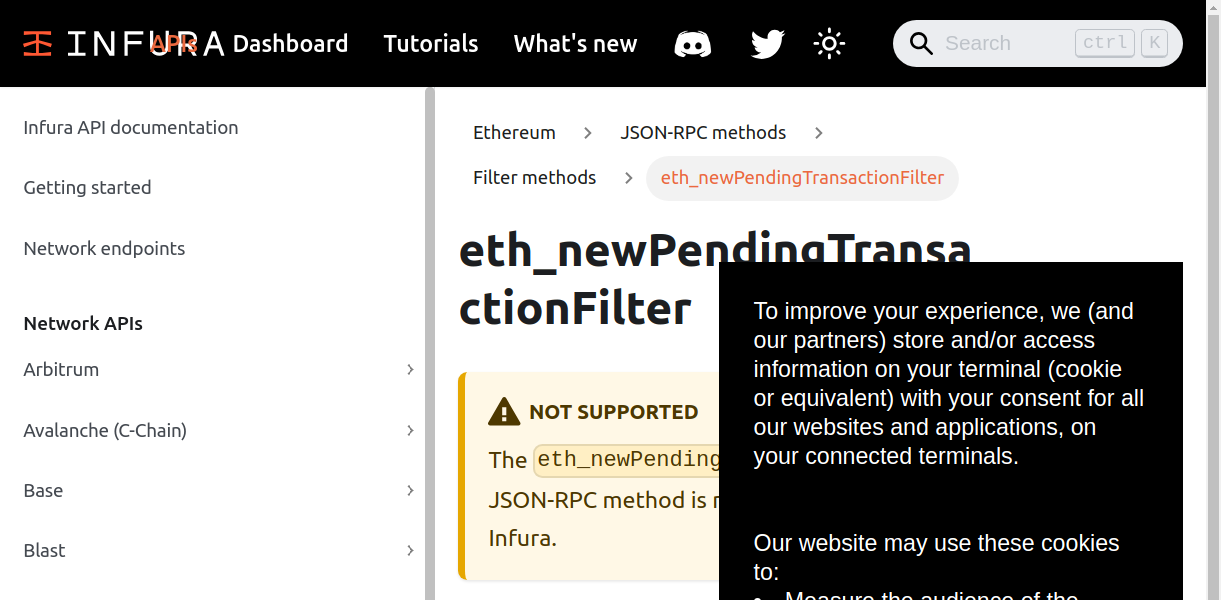 INFURA APIs Dashboard Tutorials What's new Search ctrl K
Infura API documentation
Getting started
Network endpoints
Network APIs
Arbitrum
Avalanche (C-Chain)
Base
Blast
Ethereum JSON-RPC methods
Filter methods eth_newPendingTransactionFilter
eth_newPendingTransa
ctionFilter
NOT SUPPORTED
The eth_newPending
JSON-RPC method is
Infura.
To improve your experience, we (and
our partners) store and/or access
information on your terminal (cookie
or equivalent) with your consent for all
our websites and applications, on
your connected terminals.
Our website may use these cookies
to:
• Measure the audience of the